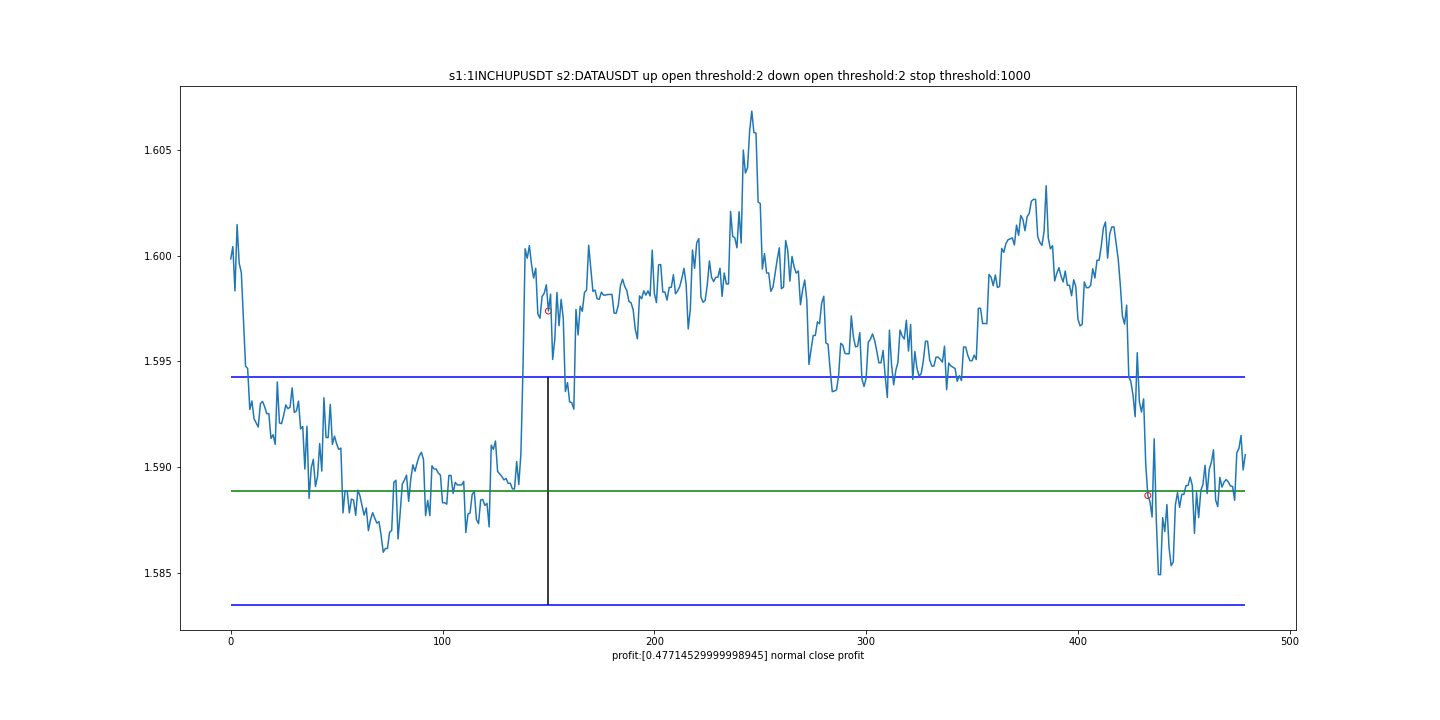 s1:1INCHUPUSDT s2:DATAUSDT up open threshold:2 down open threshold:2 stop threshold:1000
1.605
1.600
1.595
1.590
1.585
0 100 200 300 400 500
profit:[0.47714529999998945] normal close profit